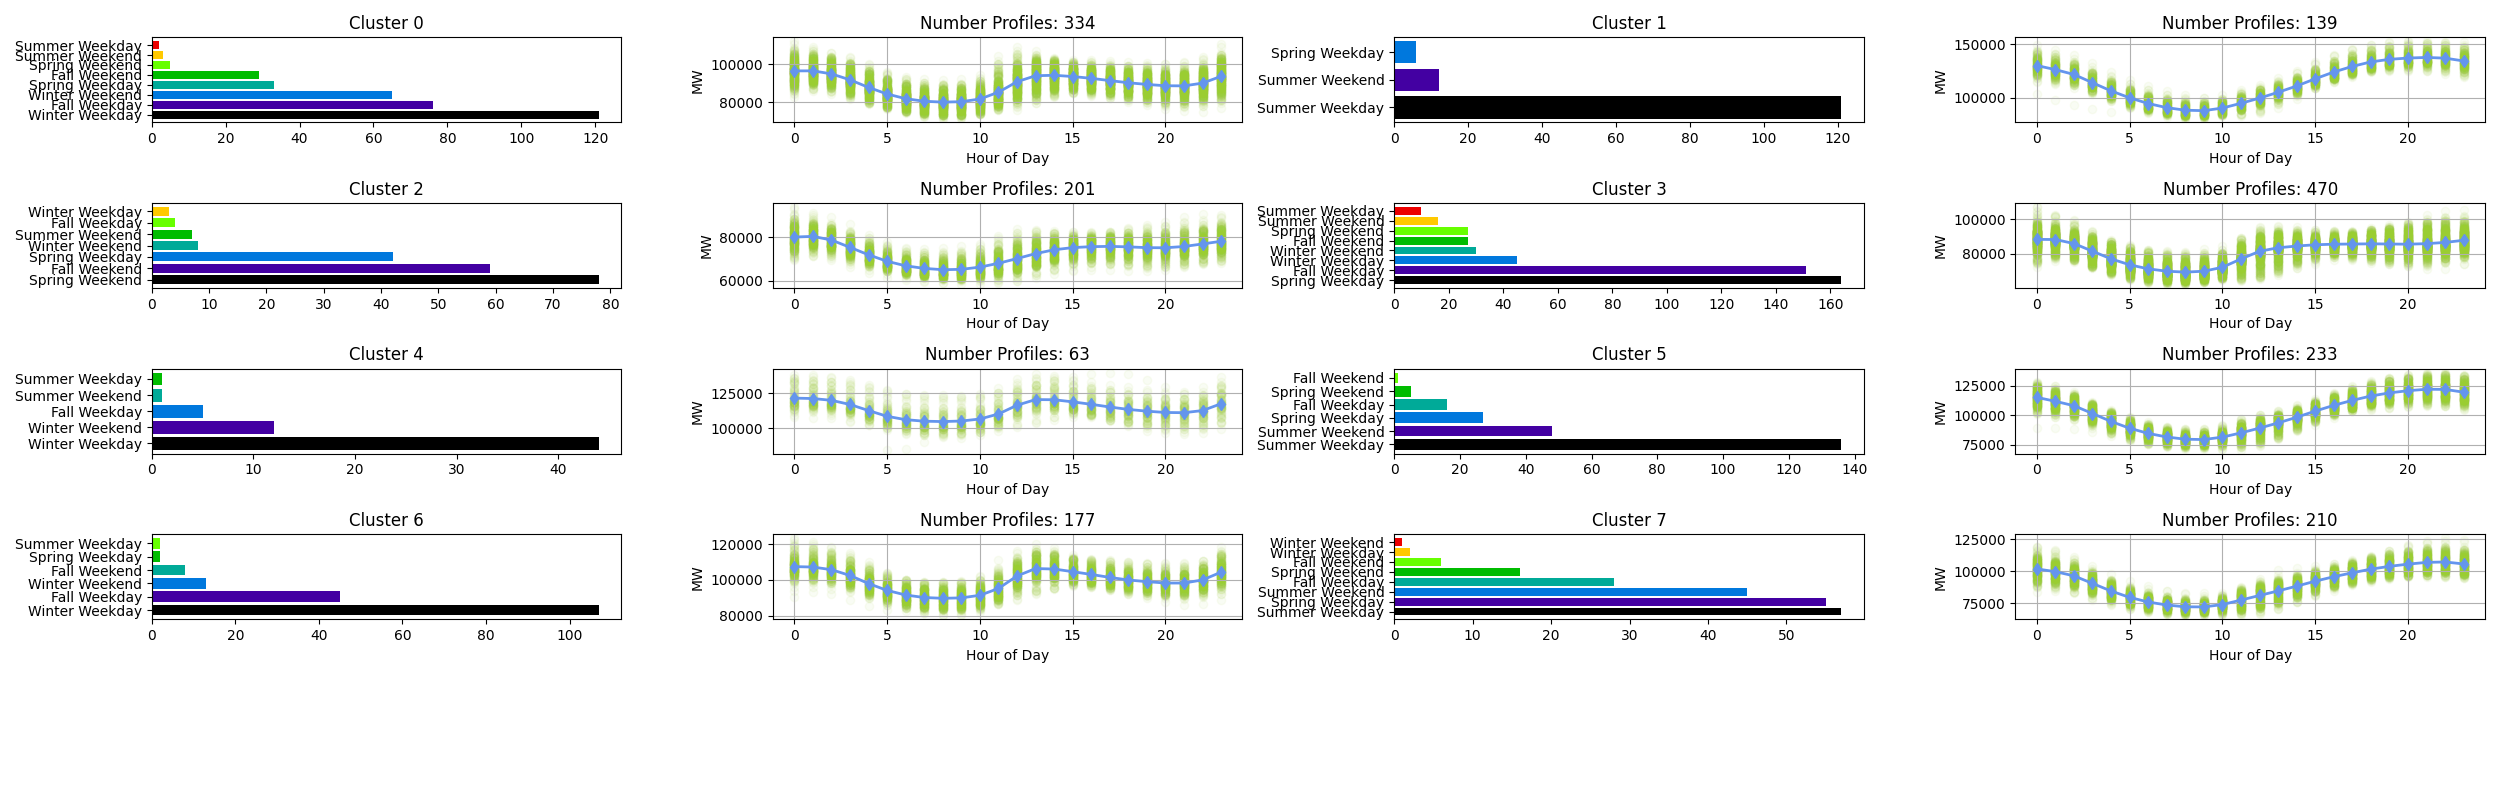 Cluster 0
Summer Weekday
Summer Weekend
Spring Weekend
Fall Weekend
Spring Weekday
Winter Weekend
Fall Weekday
Winter Weekday
0 20 40 60 80 100 120
Number Profiles: 334
MW
100000
80000
0 5 10 15 20
Hour of Day
Cluster 1
Spring Weekday
Summer Weekend
Summer Weekday
0 20 40 60 80 100 120
Number Profiles: 139
MW
150000
100000
0 5 10 15 20
Hour of Day
Cluster 2
Winter Weekday
Fall Weekday
Summer Weekend
Winter Weekend
Spring Weekday
Fall Weekend
Spring Weekend
0 10 20 30 40 50 60 70 80
Number Profiles: 201
MW
80000
60000
0 5 10 15 20
Hour of Day
Cluster 3
Summer Weekday
Summer Weekend
Spring Weekend
Fall Weekend
Winter Weekend
Winter Weekday
Fall Weekday
Spring Weekday
0 20 40 60 80 100 120 140 160
Number Profiles: 470
MW
100000
80000
0 5 10 15 20
Hour of Day
Cluster 4
Summer Weekday
Summer Weekend
Fall Weekday
Winter Weekend
Winter Weekday
0 10 20 30 40
Number Profiles: 63
MW
125000
100000
0 5 10 15 20
Hour of Day
Cluster 5
Fall Weekend
Spring Weekend
Fall Weekday
Spring Weekday
Summer Weekend
Summer Weekday
0 20 40 60 80 100 120 140
Number Profiles: 233
MW
125000
100000
75000
0 5 10 15 20
Hour of Day
Cluster 6
Summer Weekday
Spring Weekday
Fall Weekend
Winter Weekend
Fall Weekday
Winter Weekday
0 20 40 60 80 100
Number Profiles: 177
MW
120000
100000
80000
0 5 10 15 20
Hour of Day
Cluster 7
Winter Weekend
Winter Weekday
Fall Weekend
Spring Weekend
Fall Weekday
Summer Weekend
Spring Weekday
Summer Weekday
0 10 20 30 40 50
Number Profiles: 210
MW
125000
100000
75000
0 5 10 15 20
Hour of Day